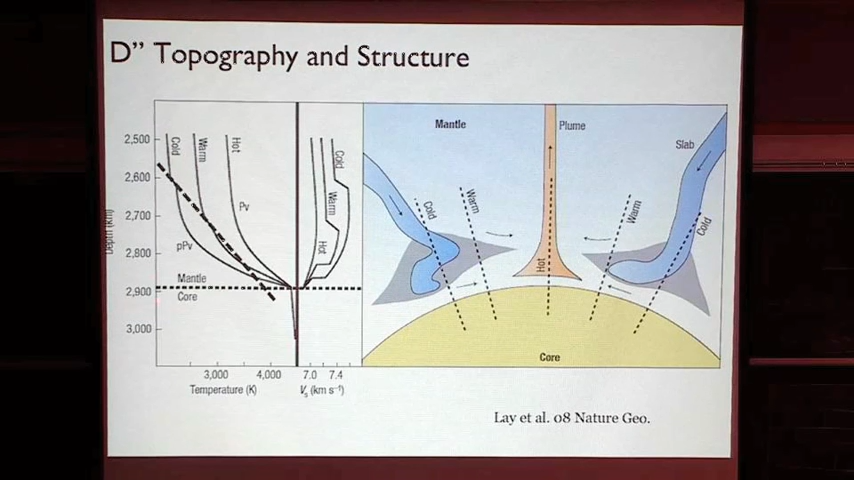 D” Topography and Structure
2,500
2,600
2,700
2,800
2,900
3,000
Depth (km)
Cold
Warm
Hot
Pv
pPv
Mantle
Core
3,000
4,000
Temperature (K)
Cold
Warm
Hot
7.0
7.4
Vs (km s⁻¹)
Mantle
Plume
Slab
Cold
Warm
Hot
Warm
Cold
Core
Lay et al. 08 Nature Geo.